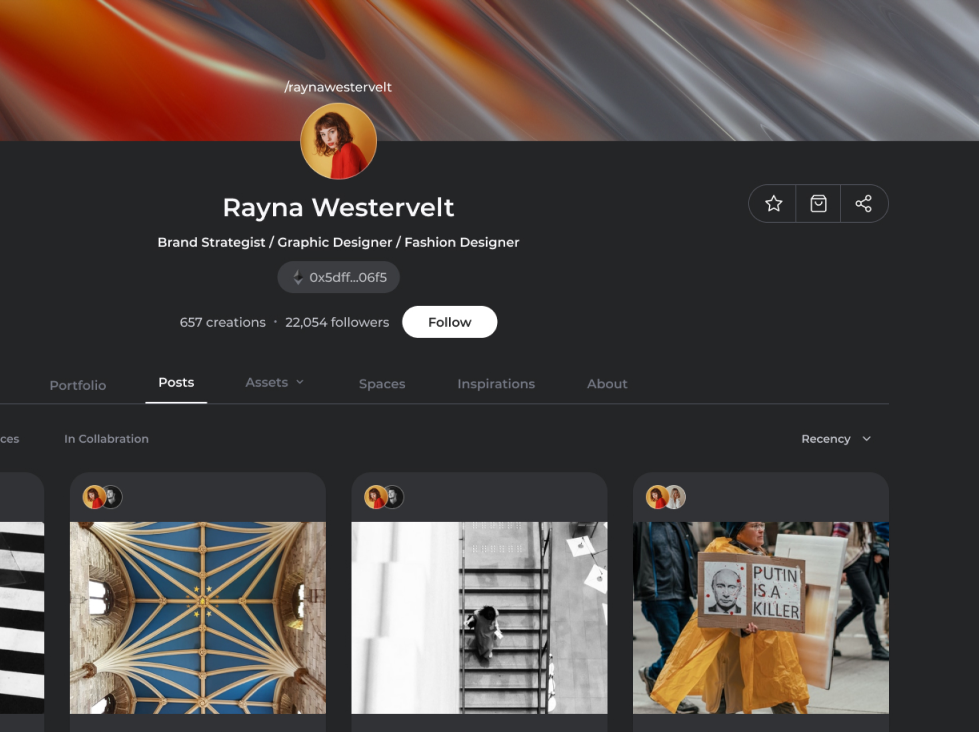 /raynawestervelt
Rayna Westervelt
Brand Strategist / Graphic Designer / Fashion Designer
0x5dff...06f5
657 creations · 22,054 followers
Follow
Portfolio
Posts
Assets
Spaces
Inspirations
About
ces
In Collabration
Recency
PUTIN
IS A
KILLER